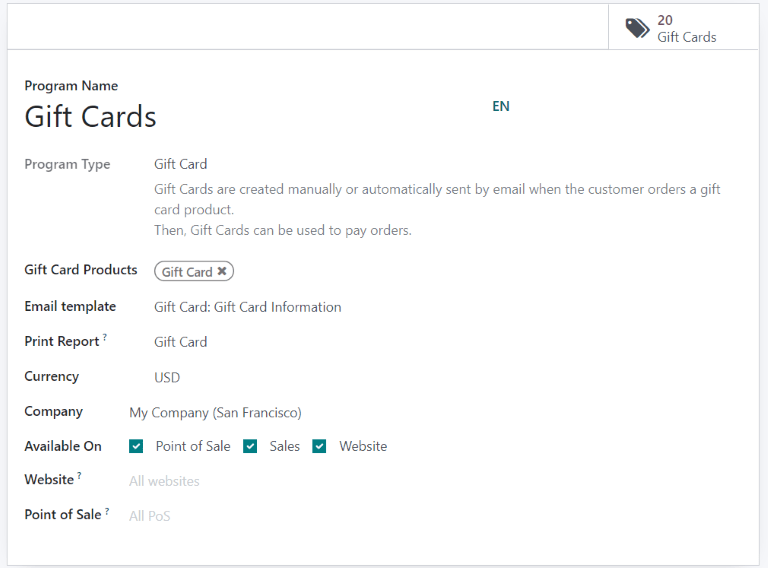 20
Gift Cards
Program Name
Gift Cards
EN
Program Type Gift Card
Gift Cards are created manually or automatically sent by email when the customer orders a gift
card product.
Then, Gift Cards can be used to pay orders.
Gift Card Products Gift Card ✖
Email template Gift Card: Gift Card Information
Print Report ? Gift Card
Currency USD
Company My Company (San Francisco)
Available On Point of Sale Sales Website
Website ? All websites
Point of Sale ? All PoS